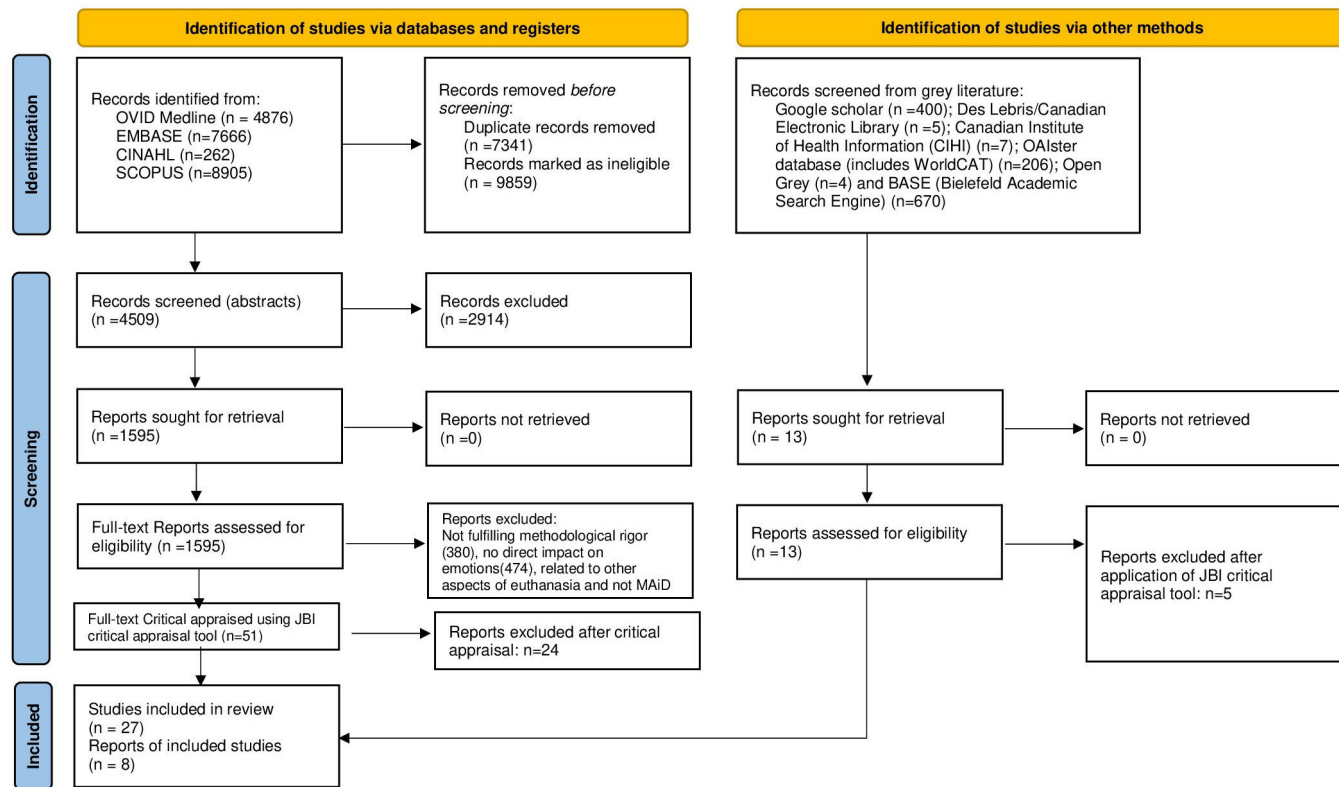 Identification of studies via databases and registers
Identification of studies via other methods
Identification
Records identified from:
OVID Medline (n = 4876)
EMBASE (n=7666)
CINAHL (n=262)
SCOPUS (n=8905)
Records removed before
screening:
Duplicate records removed
(n =7341)
Records marked as ineligible
(n = 9859)
Records screened from grey literature:
Google scholar (n =400); Des Lebris/Canadian
Electronic Library (n =5); Canadian Institute
of Health Information (CIHI) (n=7); OAIster
database (includes WorldCAT) (n=206); Open
Grey (n=4) and BASE (Bielefeld Academic
Search Engine) (n=670)
Screening
Records screened (abstracts)
(n =4509)
Records excluded
(n =2914)
Reports sought for retrieval
(n =1595)
Reports not retrieved
(n =0)
Reports sought for retrieval
(n = 13)
Reports not retrieved
(n = 0)
Full-text Reports assessed for
eligibility (n =1595)
Reports excluded:
Not fulfilling methodological rigor
(380), no direct impact on
emotions(474), related to other
aspects of euthanasia and not MAiD
Reports assessed for eligibility
(n =13)
Reports excluded after
application of JBI critical
appraisal tool: n=5
Full-text Critical appraised using JBI
critical appraisal tool (n=51)
Reports excluded after critical
appraisal: n=24
Included
Studies included in review
(n = 27)
Reports of included studies
(n = 8)